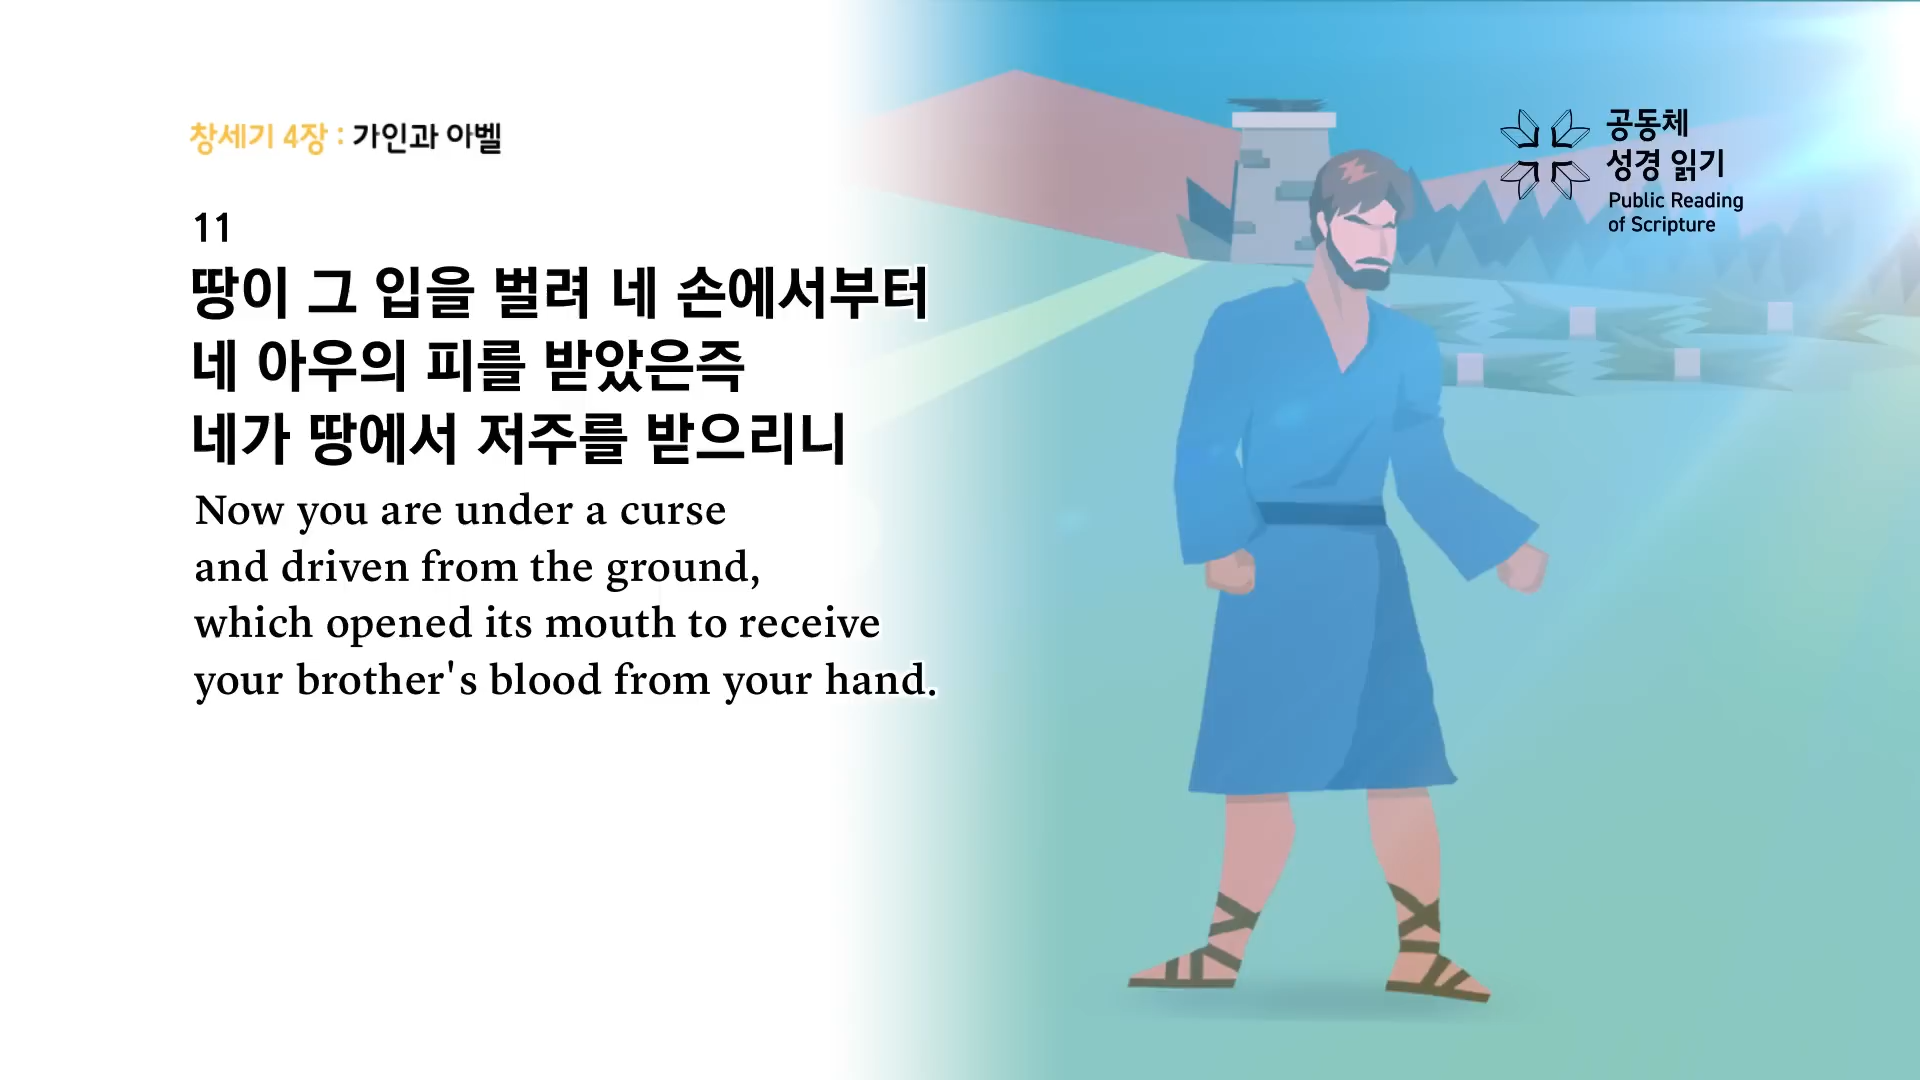 창세기 4장 : 가인과 아벨
11
땅이 그 입을 벌려 네 손에서부터
네 아우의 피를 받았은즉
네가 땅에서 저주를 받으리니
Now you are under a curse
and driven from the ground,
which opened its mouth to receive
your brother's blood from your hand.
공동체
성경 읽기
Public Reading
of Scripture